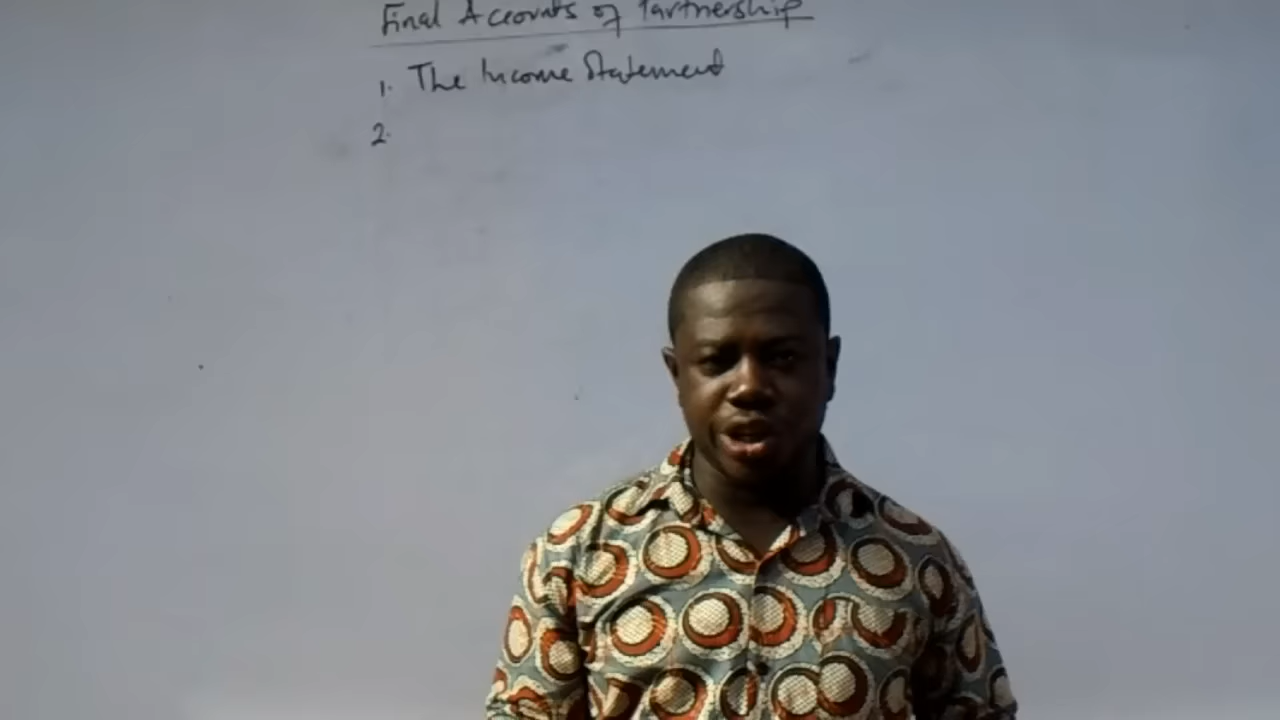 Final Accounts of Partnership
1. The Income Statement
2.